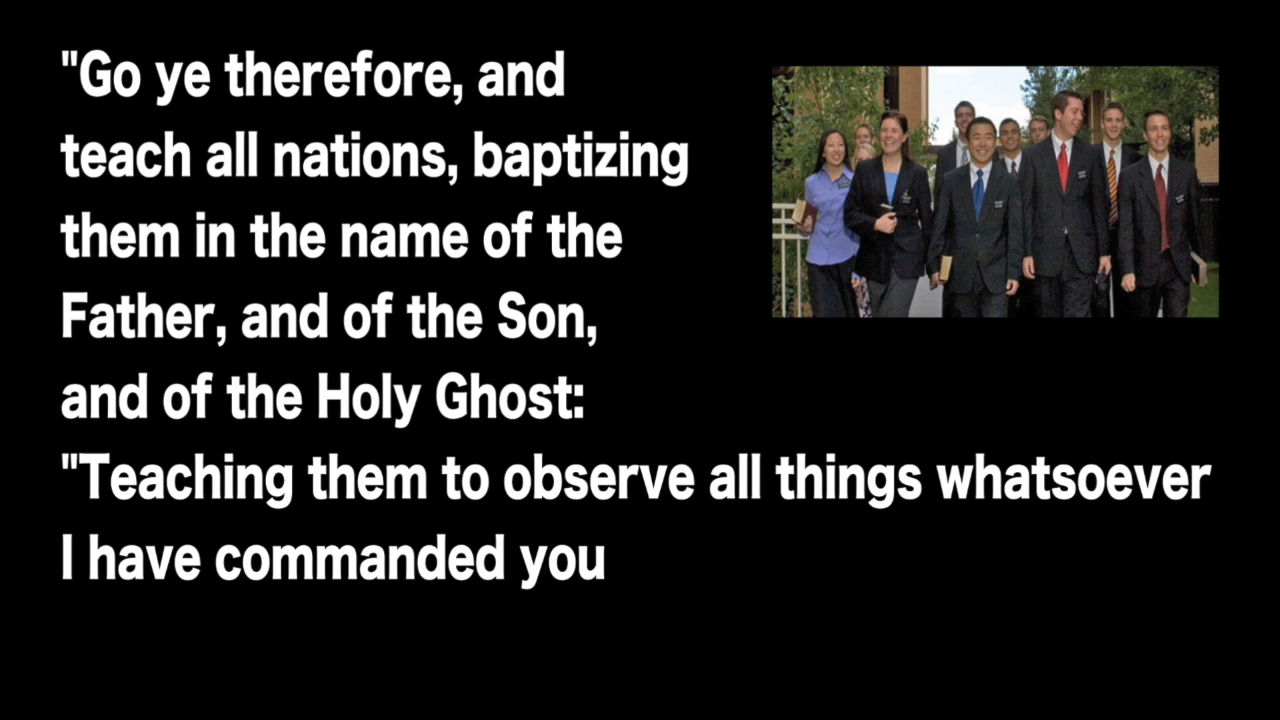 "Go ye therefore, and
teach all nations, baptizing
them in the name of the
Father, and of the Son,
and of the Holy Ghost:
"Teaching them to observe all things whatsoever
I have commanded you